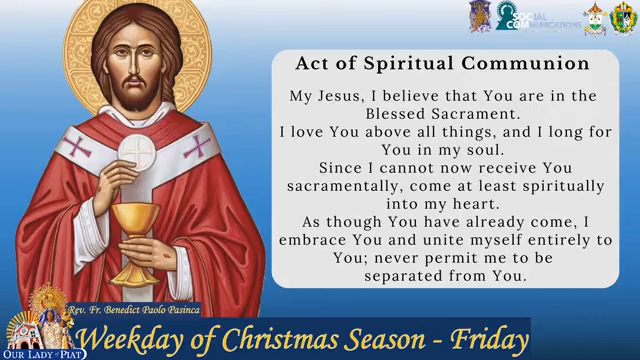 SOCIAL
COMMUNICATIONS
Act of Spiritual Communion
My Jesus, I believe that You are in the
Blessed Sacrament.
I love You above all things, and I long for
You in my soul.
Since I cannot now receive You
sacramentally, come at least spiritually
into my heart.
As though You have already come, I
embrace You and unite myself entirely to
You; never permit me to be
separated from You.
Rev. Fr. Benedict Paolo Pasinca
Weekday of Christmas Season - Friday
OUR LADY of PIAT